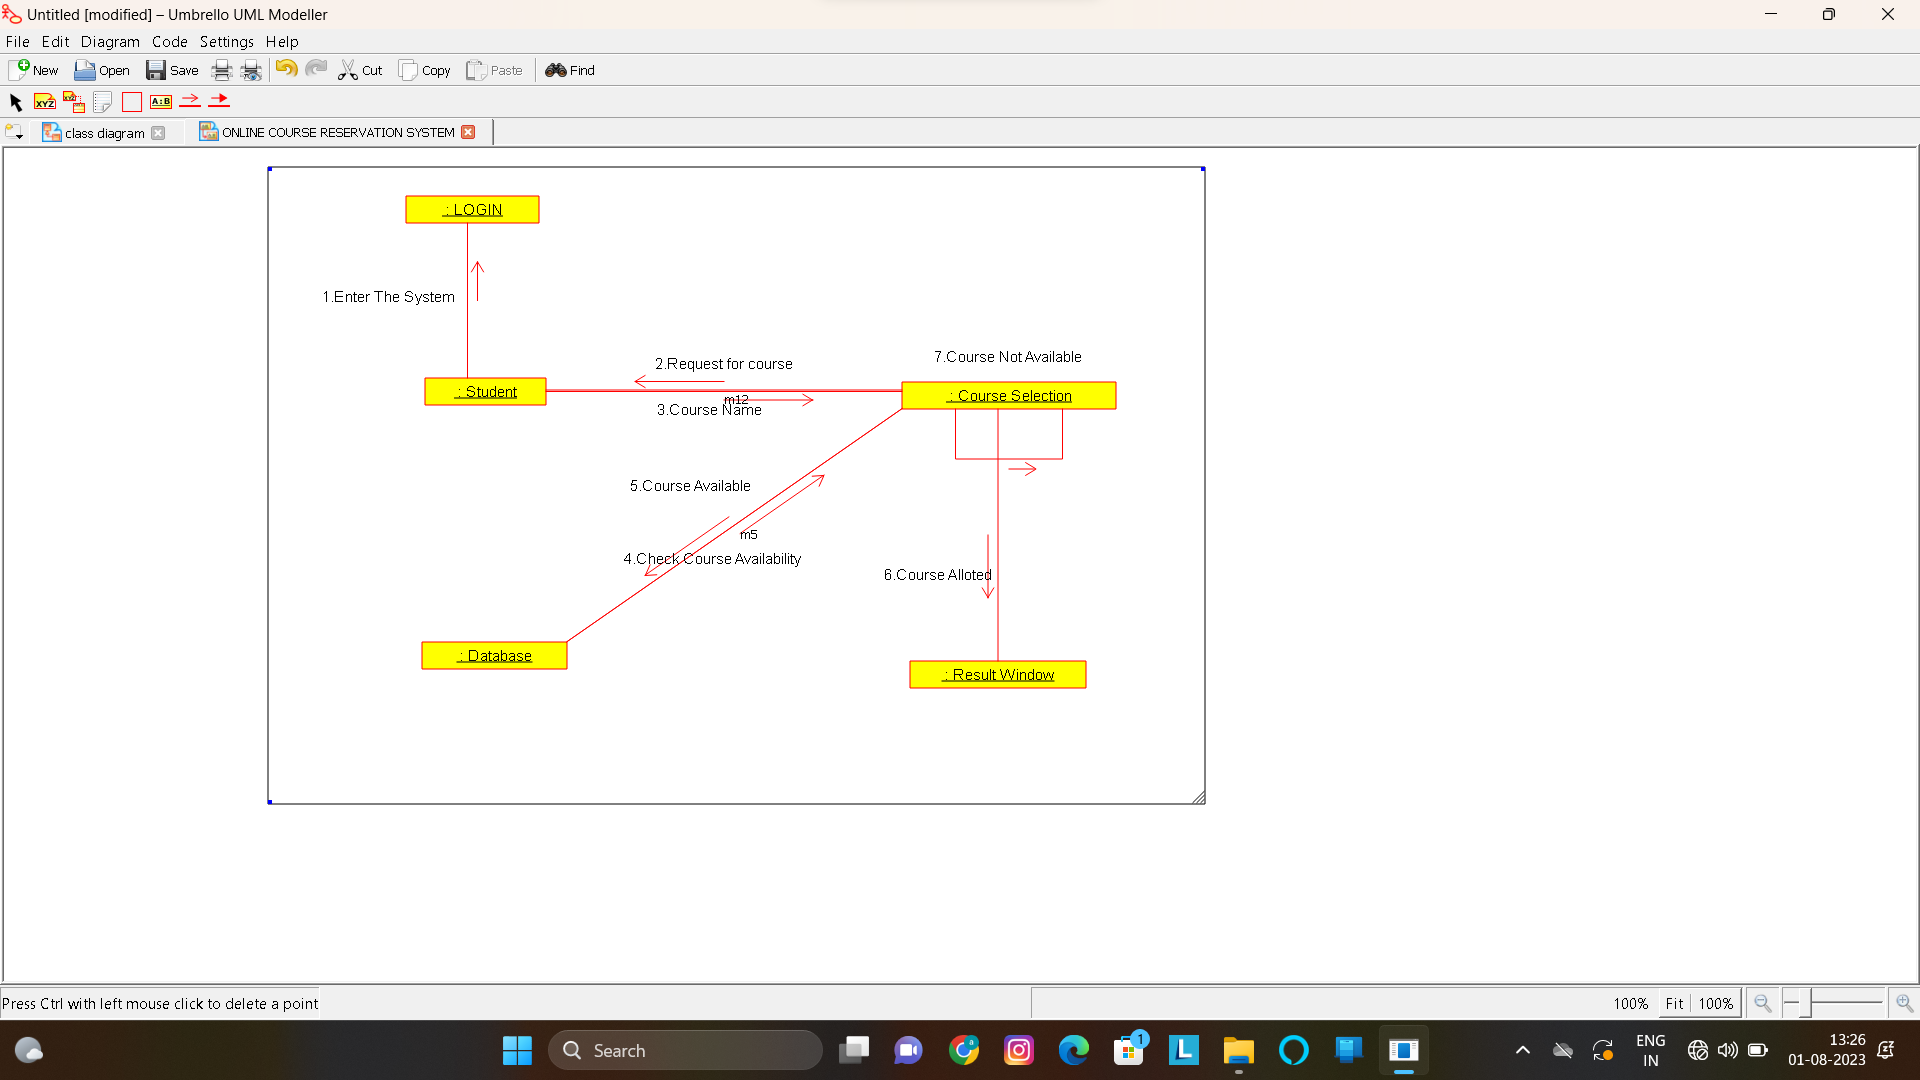 Untitled [modified] – Umbrello UML Modeller
File Edit Diagram Code Settings Help
New Open Save Cut Copy Paste Find
XYZ XYZ A:B
class diagram ONLINE COURSE RESERVATION SYSTEM
: LOGIN
1.Enter The System
2.Request for course
7.Course Not Available
: Student
: Course Selection
m12
3.Course Name
5.Course Available
m5
4.Check Course Availability
6.Course Alloted
: Database
: Result Window
Press Ctrl with left mouse click to delete a point
100% Fit 100%
Search
1
ENG
IN
13:26
01-08-2023